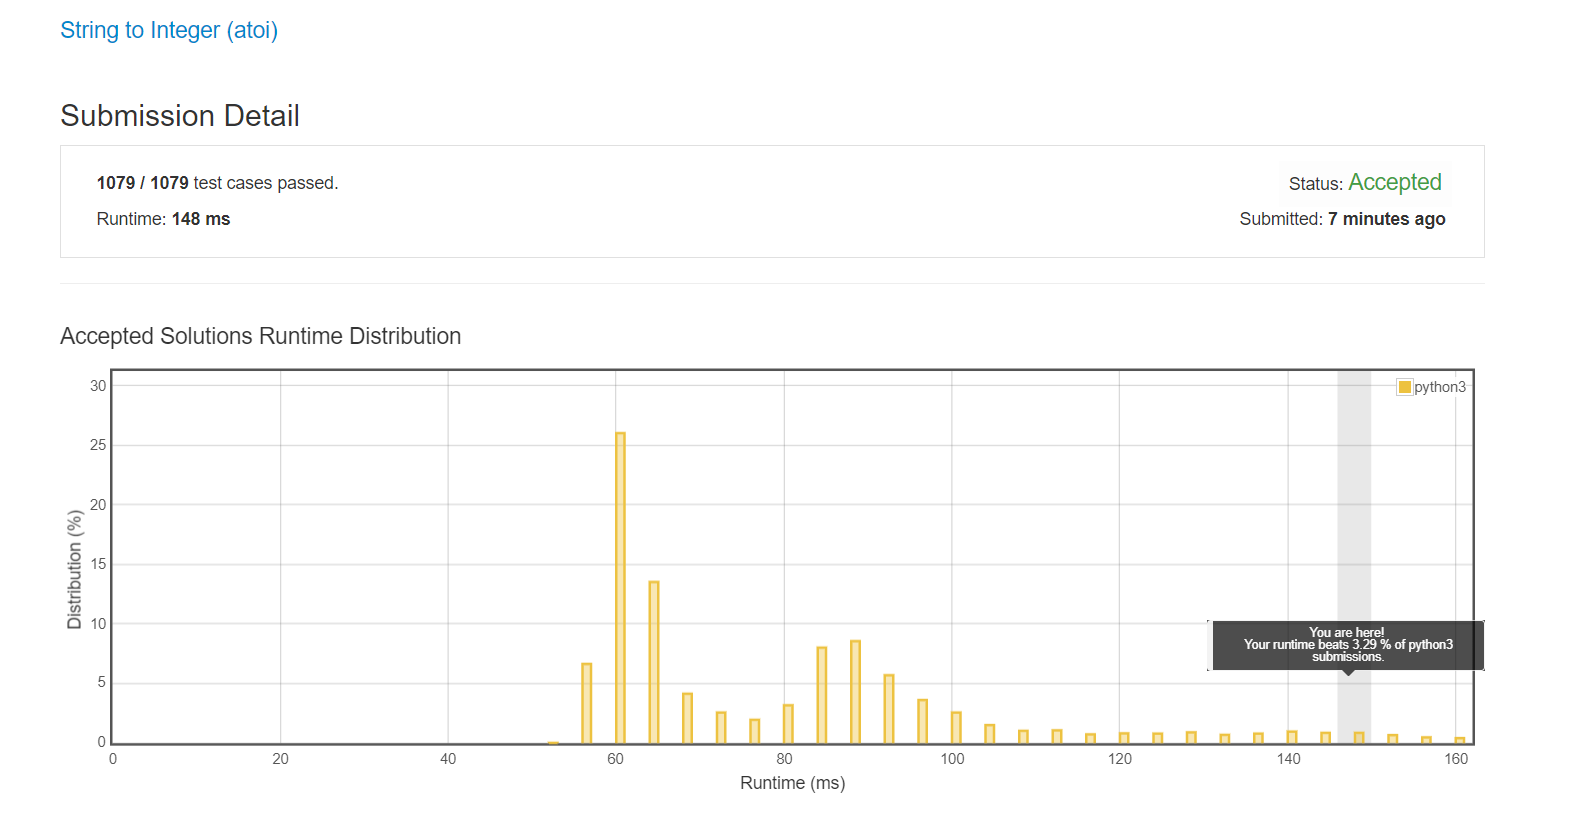 String to Integer (atoi)
Submission Detail
1079 / 1079 test cases passed.
Status: Accepted
Runtime: 148 ms
Submitted: 7 minutes ago
Accepted Solutions Runtime Distribution
30
25
20
15
10
5
0
Distribution (%)
python3
You are here!
Your runtime beats 3.29 % of python3
submissions.
0 20 40 60 80 100 120 140 160
Runtime (ms)